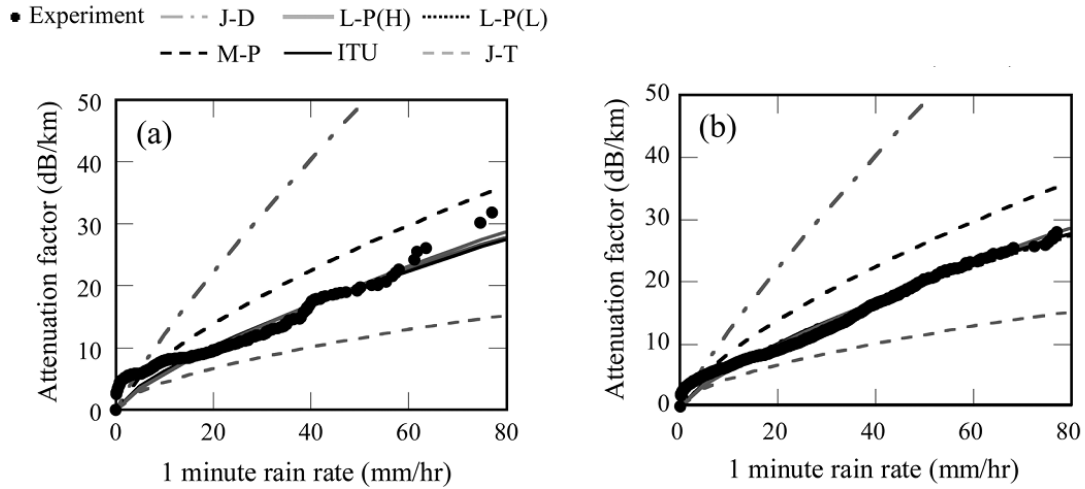 Experiment J-D L-P(H) L-P(L)
M-P ITU J-T
(a)
Attenuation factor (dB/km)
50
40
30
20
10
0
0 20 40 60 80
1 minute rain rate (mm/hr)
(b)
Attenuation factor (dB/km)
50
40
30
20
10
0
0 20 40 60 80
1 minute rain rate (mm/hr)